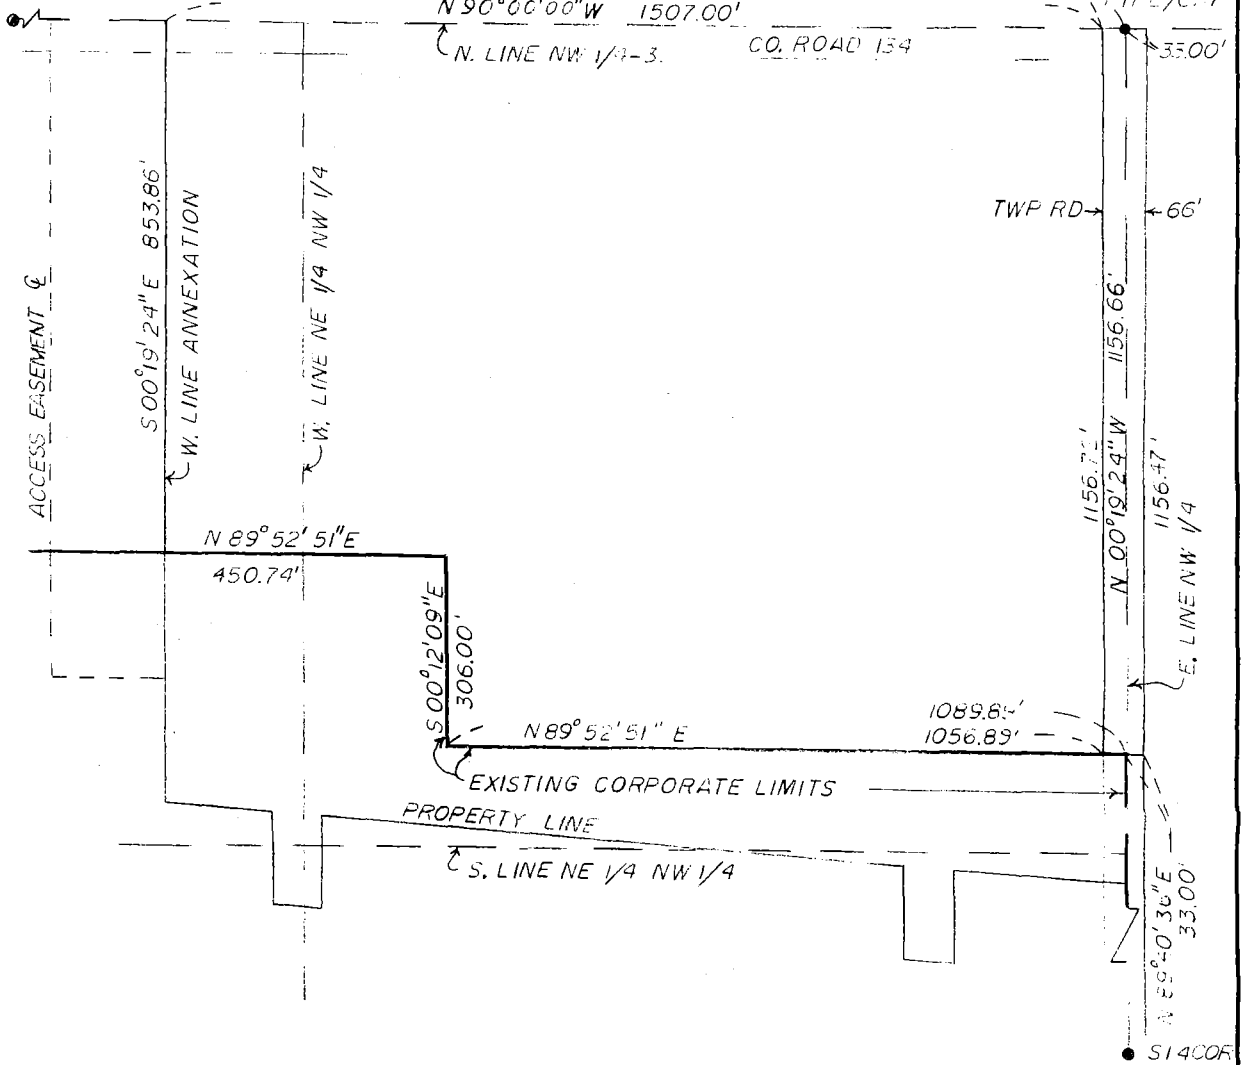 N 90°00'00"W 1507.00'
N. LINE NW 1/4-3.
CO. ROAD 134
33.00'
TWP RD
66'
S 00°19'24" E 853.86'
W. LINE ANNEXATION
W. LINE NE 1/4 NW 1/4
ACCESS EASEMENT ℄
1156.66'
N 00°19'24" W
1156.47'
E. LINE NW 1/4
N 89°52'51"E
450.74'
S 00°12'09"E
306.00'
N 89°52'51" E
1056.89'
EXISTING CORPORATE LIMITS
PROPERTY LINE
S. LINE NE 1/4 NW 1/4
33.00'